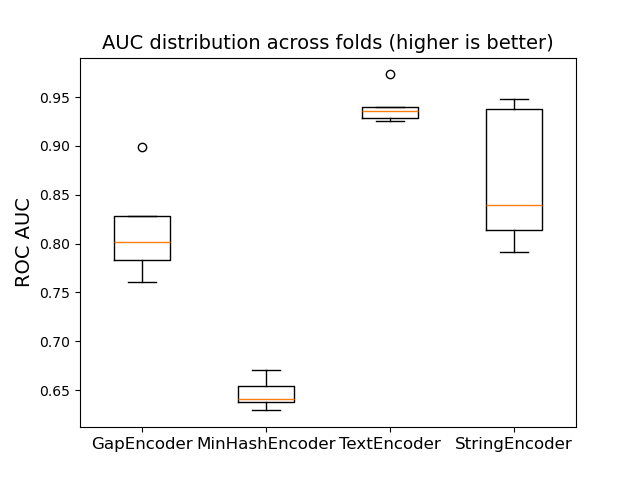 AUC distribution across folds (higher is better)
ROC AUC
0.95
0.90
0.85
0.80
0.75
0.70
0.65
GapEncoder MinHashEncoder TextEncoder StringEncoder